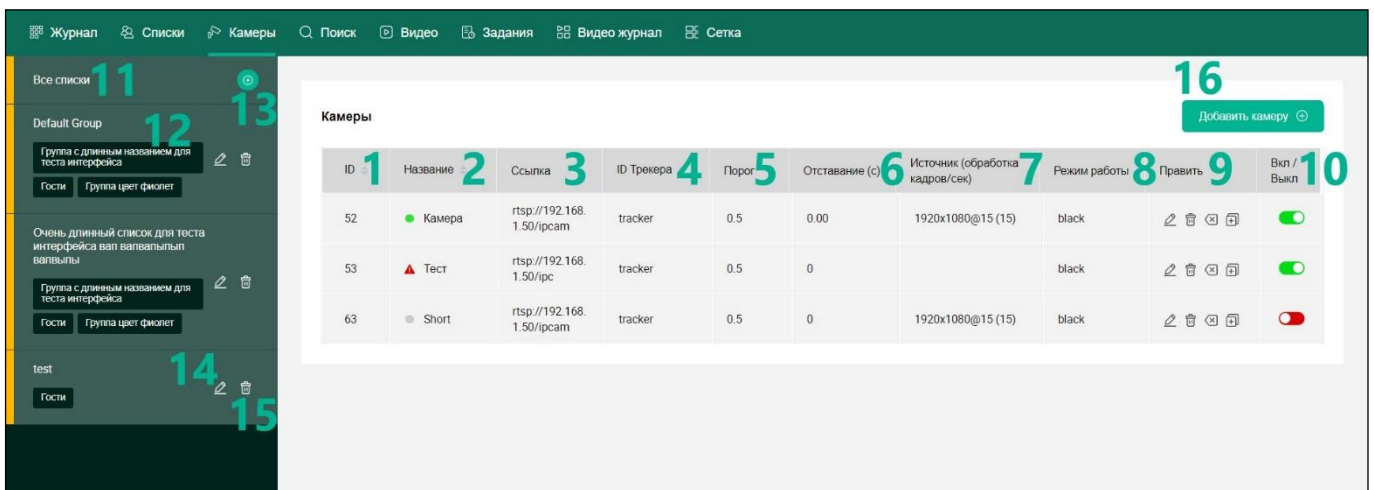 Журнал Списки Камеры Поиск Видео Задания Видео журнал Сетка
Все списки 11
13
Default Group 12
Группа с длинным названием для
теста интерфейса
Гости Группа цвет фиолет
Очень длинный список для теста
интерфейса вап вапвапыпып
вапвыпы
Группа с длинным названием для
теста интерфейса
Гости Группа цвет фиолет
test
14
Гости
15
16
Камеры Добавить камеру
ID 1 Название 2 Ссылка 3 ID Трекера 4 Порог 5 Отставание (с) 6 Источник (обработка
кадров/сек) 7 Режим работы 8 Править 9 Вкл /
Выкл 10
52 Камера rtsp://192.168.
1.50/ipcam tracker 0.5 0.00 1920x1080@15 (15) black
53 Тест rtsp://192.168.
1.50/ipc tracker 0.5 0 black
63 Short rtsp://192.168.
1.50/ipcam tracker 0.5 0 1920x1080@15 (15) black